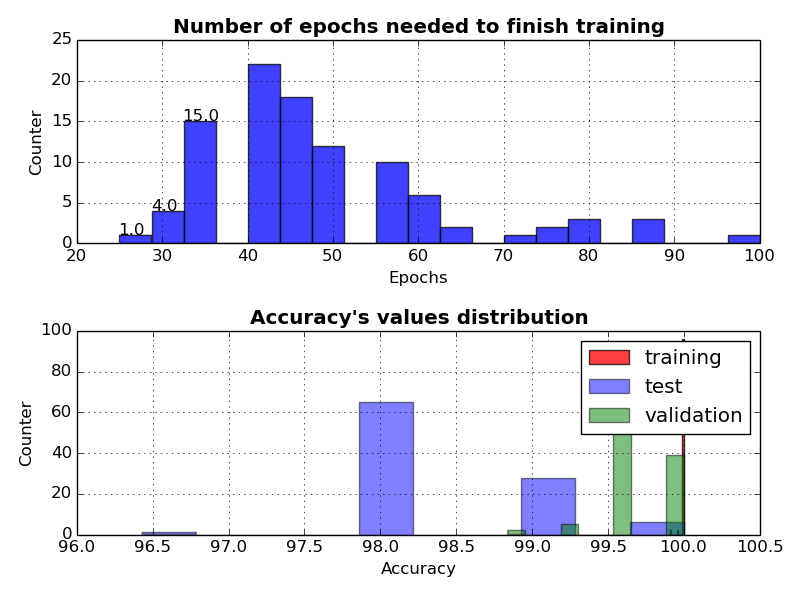 Number of epochs needed to finish training
25
20
15
10
5
0
Counter
1.0
4.0
15.0
20 30 40 50 60 70 80 90 100
Epochs
Accuracy's values distribution
100
80
60
40
20
0
Counter
training
test
validation
96.0 96.5 97.0 97.5 98.0 98.5 99.0 99.5 100.0 100.5
Accuracy